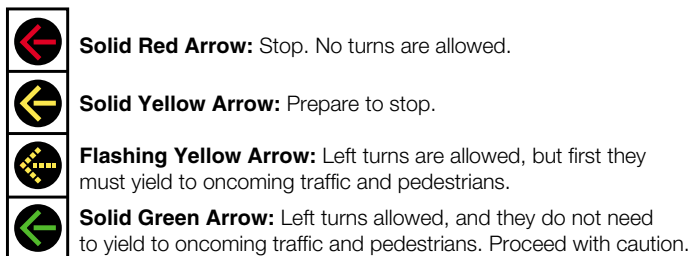 Solid Red Arrow: Stop. No turns are allowed.
Solid Yellow Arrow: Prepare to stop.
Flashing Yellow Arrow: Left turns are allowed, but first they
must yield to oncoming traffic and pedestrians.
Solid Green Arrow: Left turns allowed, and they do not need
to yield to oncoming traffic and pedestrians. Proceed with caution.